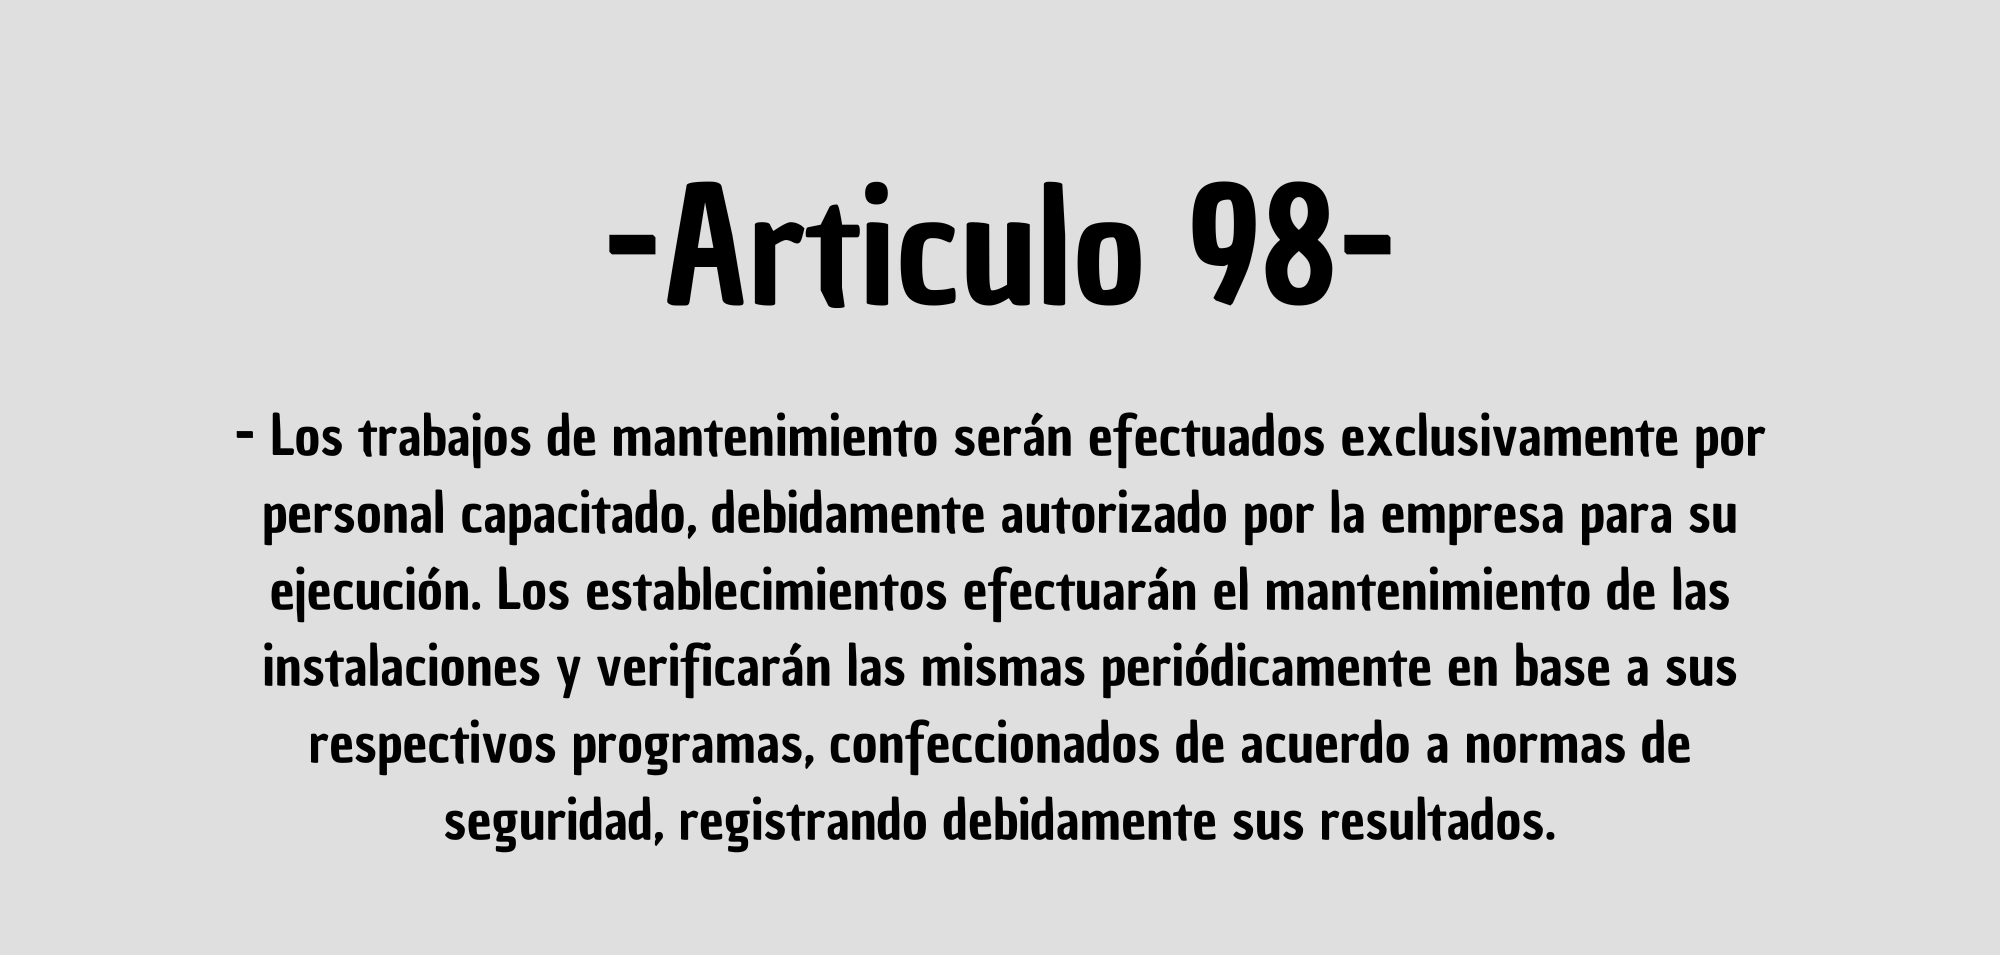 -Articulo 98-
- Los trabajos de mantenimiento serán efectuados exclusivamente por
personal capacitado, debidamente autorizado por la empresa para su
ejecución. Los establecimientos efectuarán el mantenimiento de las
instalaciones y verificarán las mismas periódicamente en base a sus
respectivos programas, confeccionados de acuerdo a normas de
seguridad, registrando debidamente sus resultados.